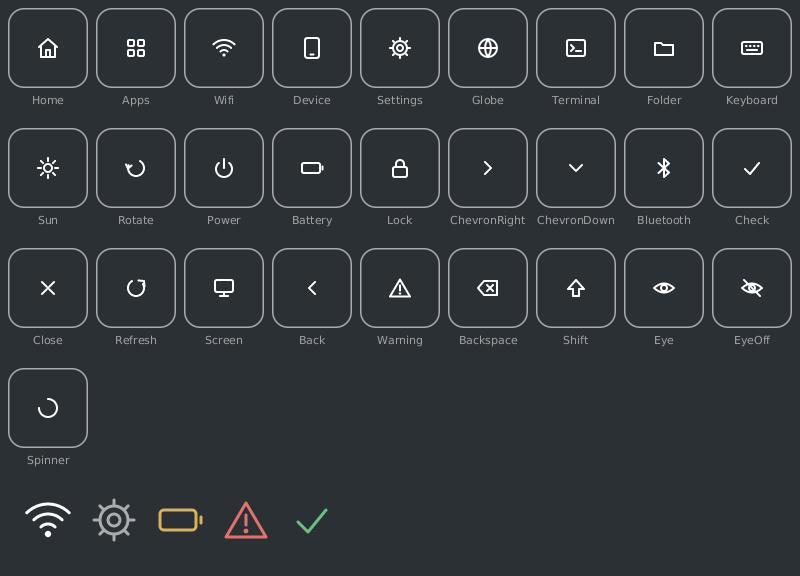 Home Apps Wifi Device Settings Globe Terminal Folder Keyboard
Sun Rotate Power Battery Lock ChevronRight ChevronDown Bluetooth Check
Close Refresh Screen Back Warning Backspace Shift Eye EyeOff
Spinner